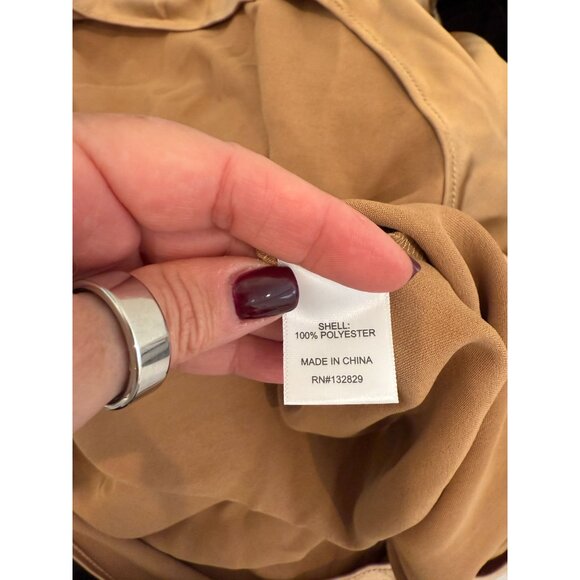 SHELL:
100% POLYESTER
MADE IN CHINA
RN#132829